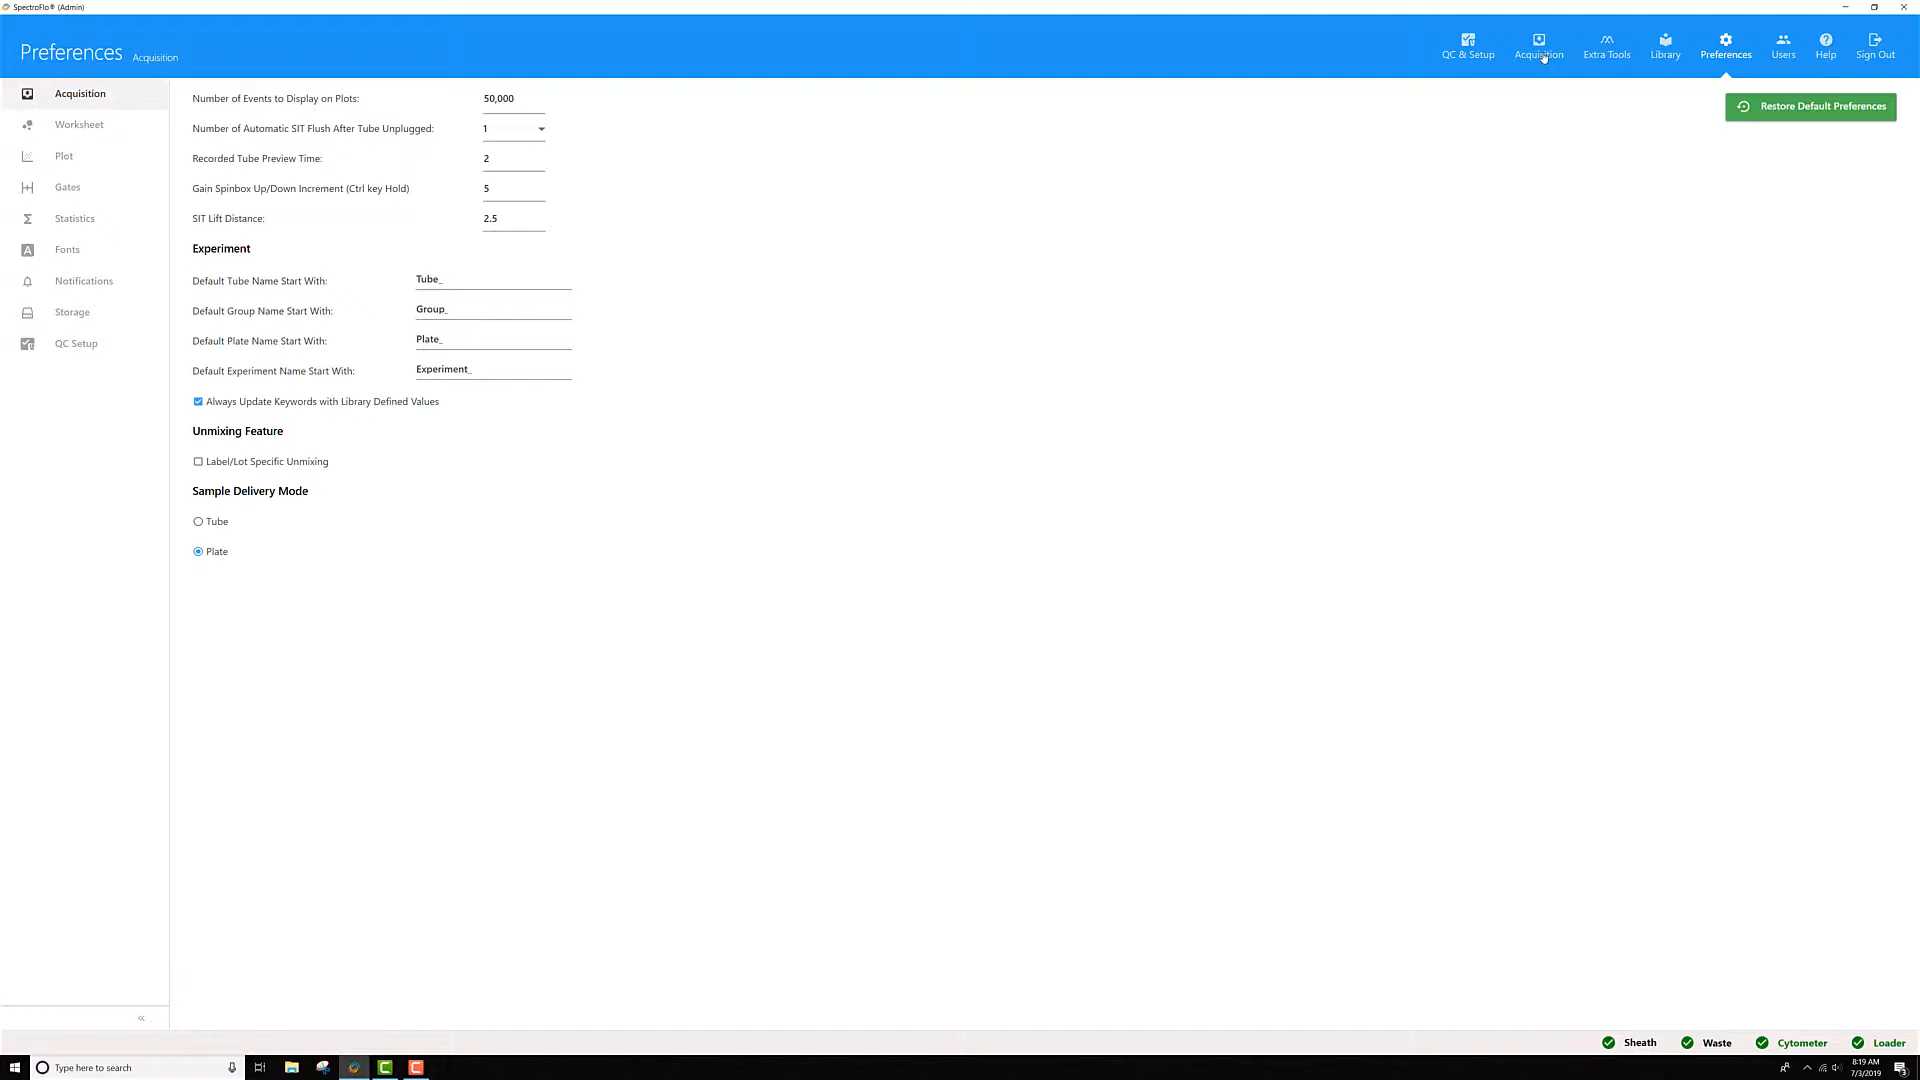 SpectroFlo® (Admin)
Preferences Acquisition
QC & Setup
Acquisition
Extra Tools
Library
Preferences
Users
Help
Sign Out
Acquisition
Worksheet
Plot
Gates
Statistics
Fonts
Notifications
Storage
QC Setup
Number of Events to Display on Plots: 50,000
Number of Automatic SIT Flush After Tube Unplugged: 1
Recorded Tube Preview Time: 2
Gain Spinbox Up/Down Increment (Ctrl key Hold) 5
SIT Lift Distance: 2.5
Experiment
Default Tube Name Start With: Tube_
Default Group Name Start With: Group_
Default Plate Name Start With: Plate_
Default Experiment Name Start With: Experiment_
Always Update Keywords with Library Defined Values
Unmixing Feature
Label/Lot Specific Unmixing
Sample Delivery Mode
Tube
Plate
Restore Default Preferences
Sheath
Waste
Cytometer
Loader
Type here to search
8:19 AM
7/3/2019
3